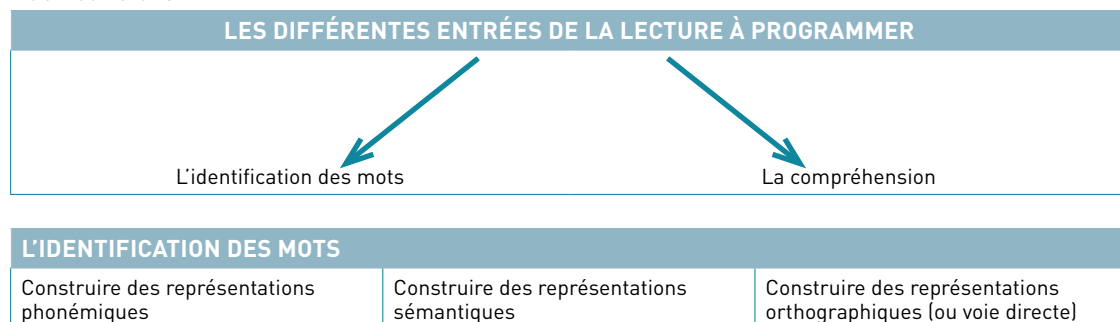 LES DIFFÉRENTES ENTRÉES DE LA LECTURE À PROGRAMMER
L'identification des mots
La compréhension
L'IDENTIFICATION DES MOTS
Construire des représentations
phonémiques
Construire des représentations
sémantiques
Construire des représentations
orthographiques (ou voie directe)